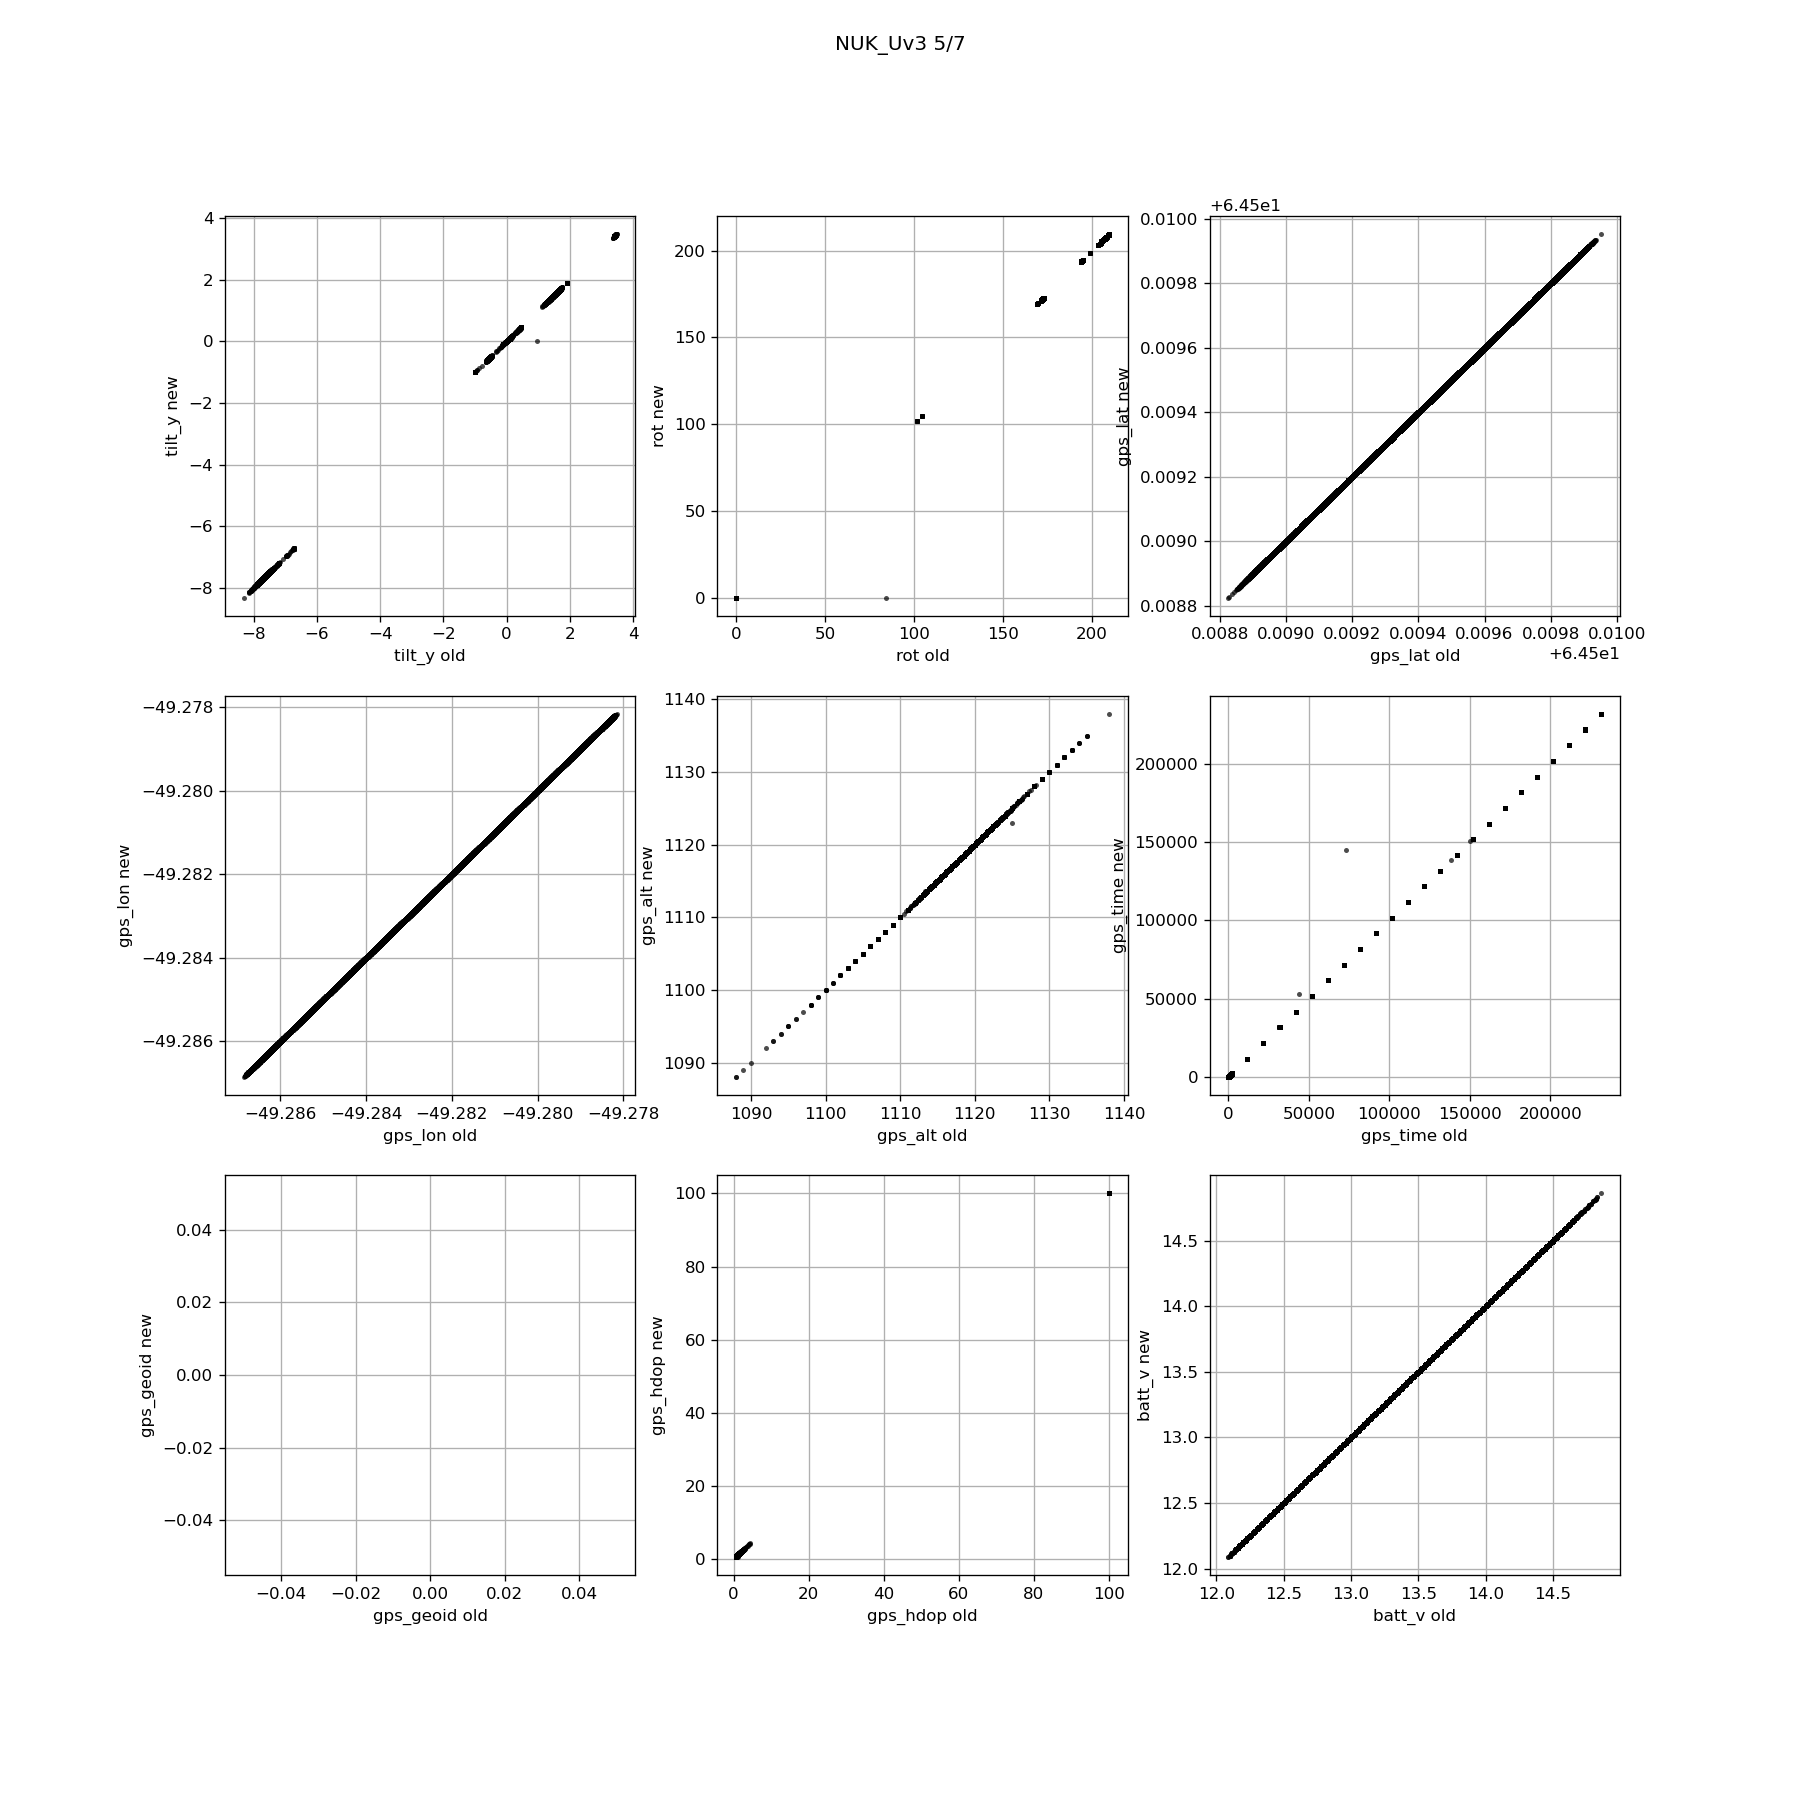 NUK_Uv3 5/7
4
2
0
−2
−4
−6
−8
tilt_y new
−8 −6 −4 −2 0 2 4
tilt_y old
200
150
100
50
0
rot new
0 50 100 150 200
rot old
+6.45e1
0.0100
0.0098
0.0096
0.0094
0.0092
0.0090
0.0088
gps_lat new
0.0088 0.0090 0.0092 0.0094 0.0096 0.0098 0.0100
+6.45e1
gps_lat old
−49.278
−49.280
−49.282
−49.284
−49.286
gps_lon new
−49.286 −49.284 −49.282 −49.280 −49.278
gps_lon old
1140
1130
1120
1110
1100
1090
gps_alt new
1090 1100 1110 1120 1130 1140
gps_alt old
200000
150000
100000
50000
0
gps_time new
0 50000 100000 150000 200000
gps_time old
0.04
0.02
0.00
−0.02
−0.04
gps_geoid new
−0.04 −0.02 0.00 0.02 0.04
gps_geoid old
100
80
60
40
20
0
gps_hdop new
0 20 40 60 80 100
gps_hdop old
14.5
14.0
13.5
13.0
12.5
12.0
batt_v new
12.0 12.5 13.0 13.5 14.0 14.5
batt_v old